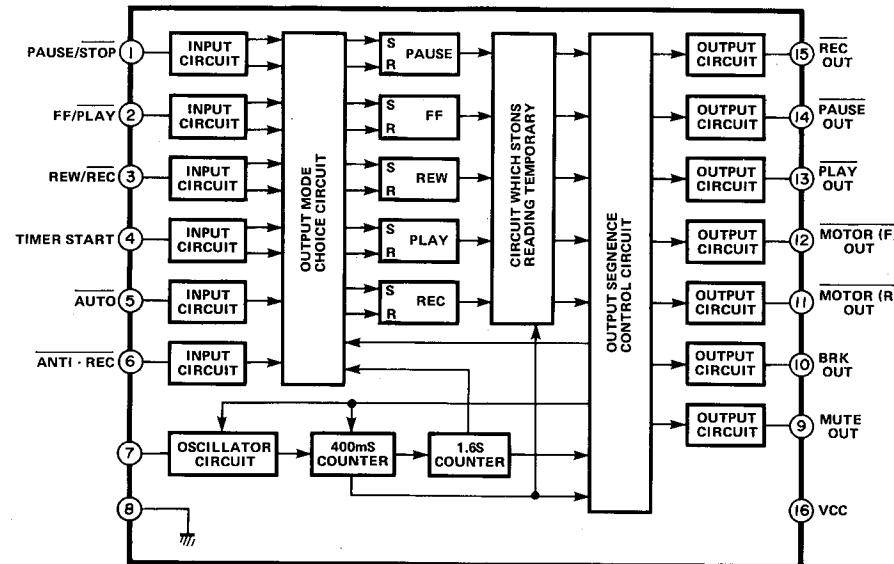 PAUSE/STOP
1
INPUT
CIRCUIT
FF/PLAY
2
INPUT
CIRCUIT
REW/REC
3
INPUT
CIRCUIT
TIMER START
4
INPUT
CIRCUIT
AUTO
5
INPUT
CIRCUIT
ANTI - REC
6
INPUT
CIRCUIT
7
OSCILLATOR
CIRCUIT
400mS
COUNTER
1.6S
COUNTER
8
OUTPUT MODE
CHOICE CIRCUIT
S
R
PAUSE
S
R
FF
S
R
REW
S
R
PLAY
S
R
REC
CIRCUIT WHICH STONS
READING TEMPORARY
OUTPUT SEGNENCE
CONTROL CIRCUIT
OUTPUT
CIRCUIT
15
REC
OUT
OUTPUT
CIRCUIT
14
PAUSE
OUT
OUTPUT
CIRCUIT
13
PLAY
OUT
OUTPUT
CIRCUIT
12
MOTOR (F
OUT
OUTPUT
CIRCUIT
11
MOTOR (R
OUT
OUTPUT
CIRCUIT
10
BRK
OUT
OUTPUT
CIRCUIT
9
MUTE
OUT
16
VCC